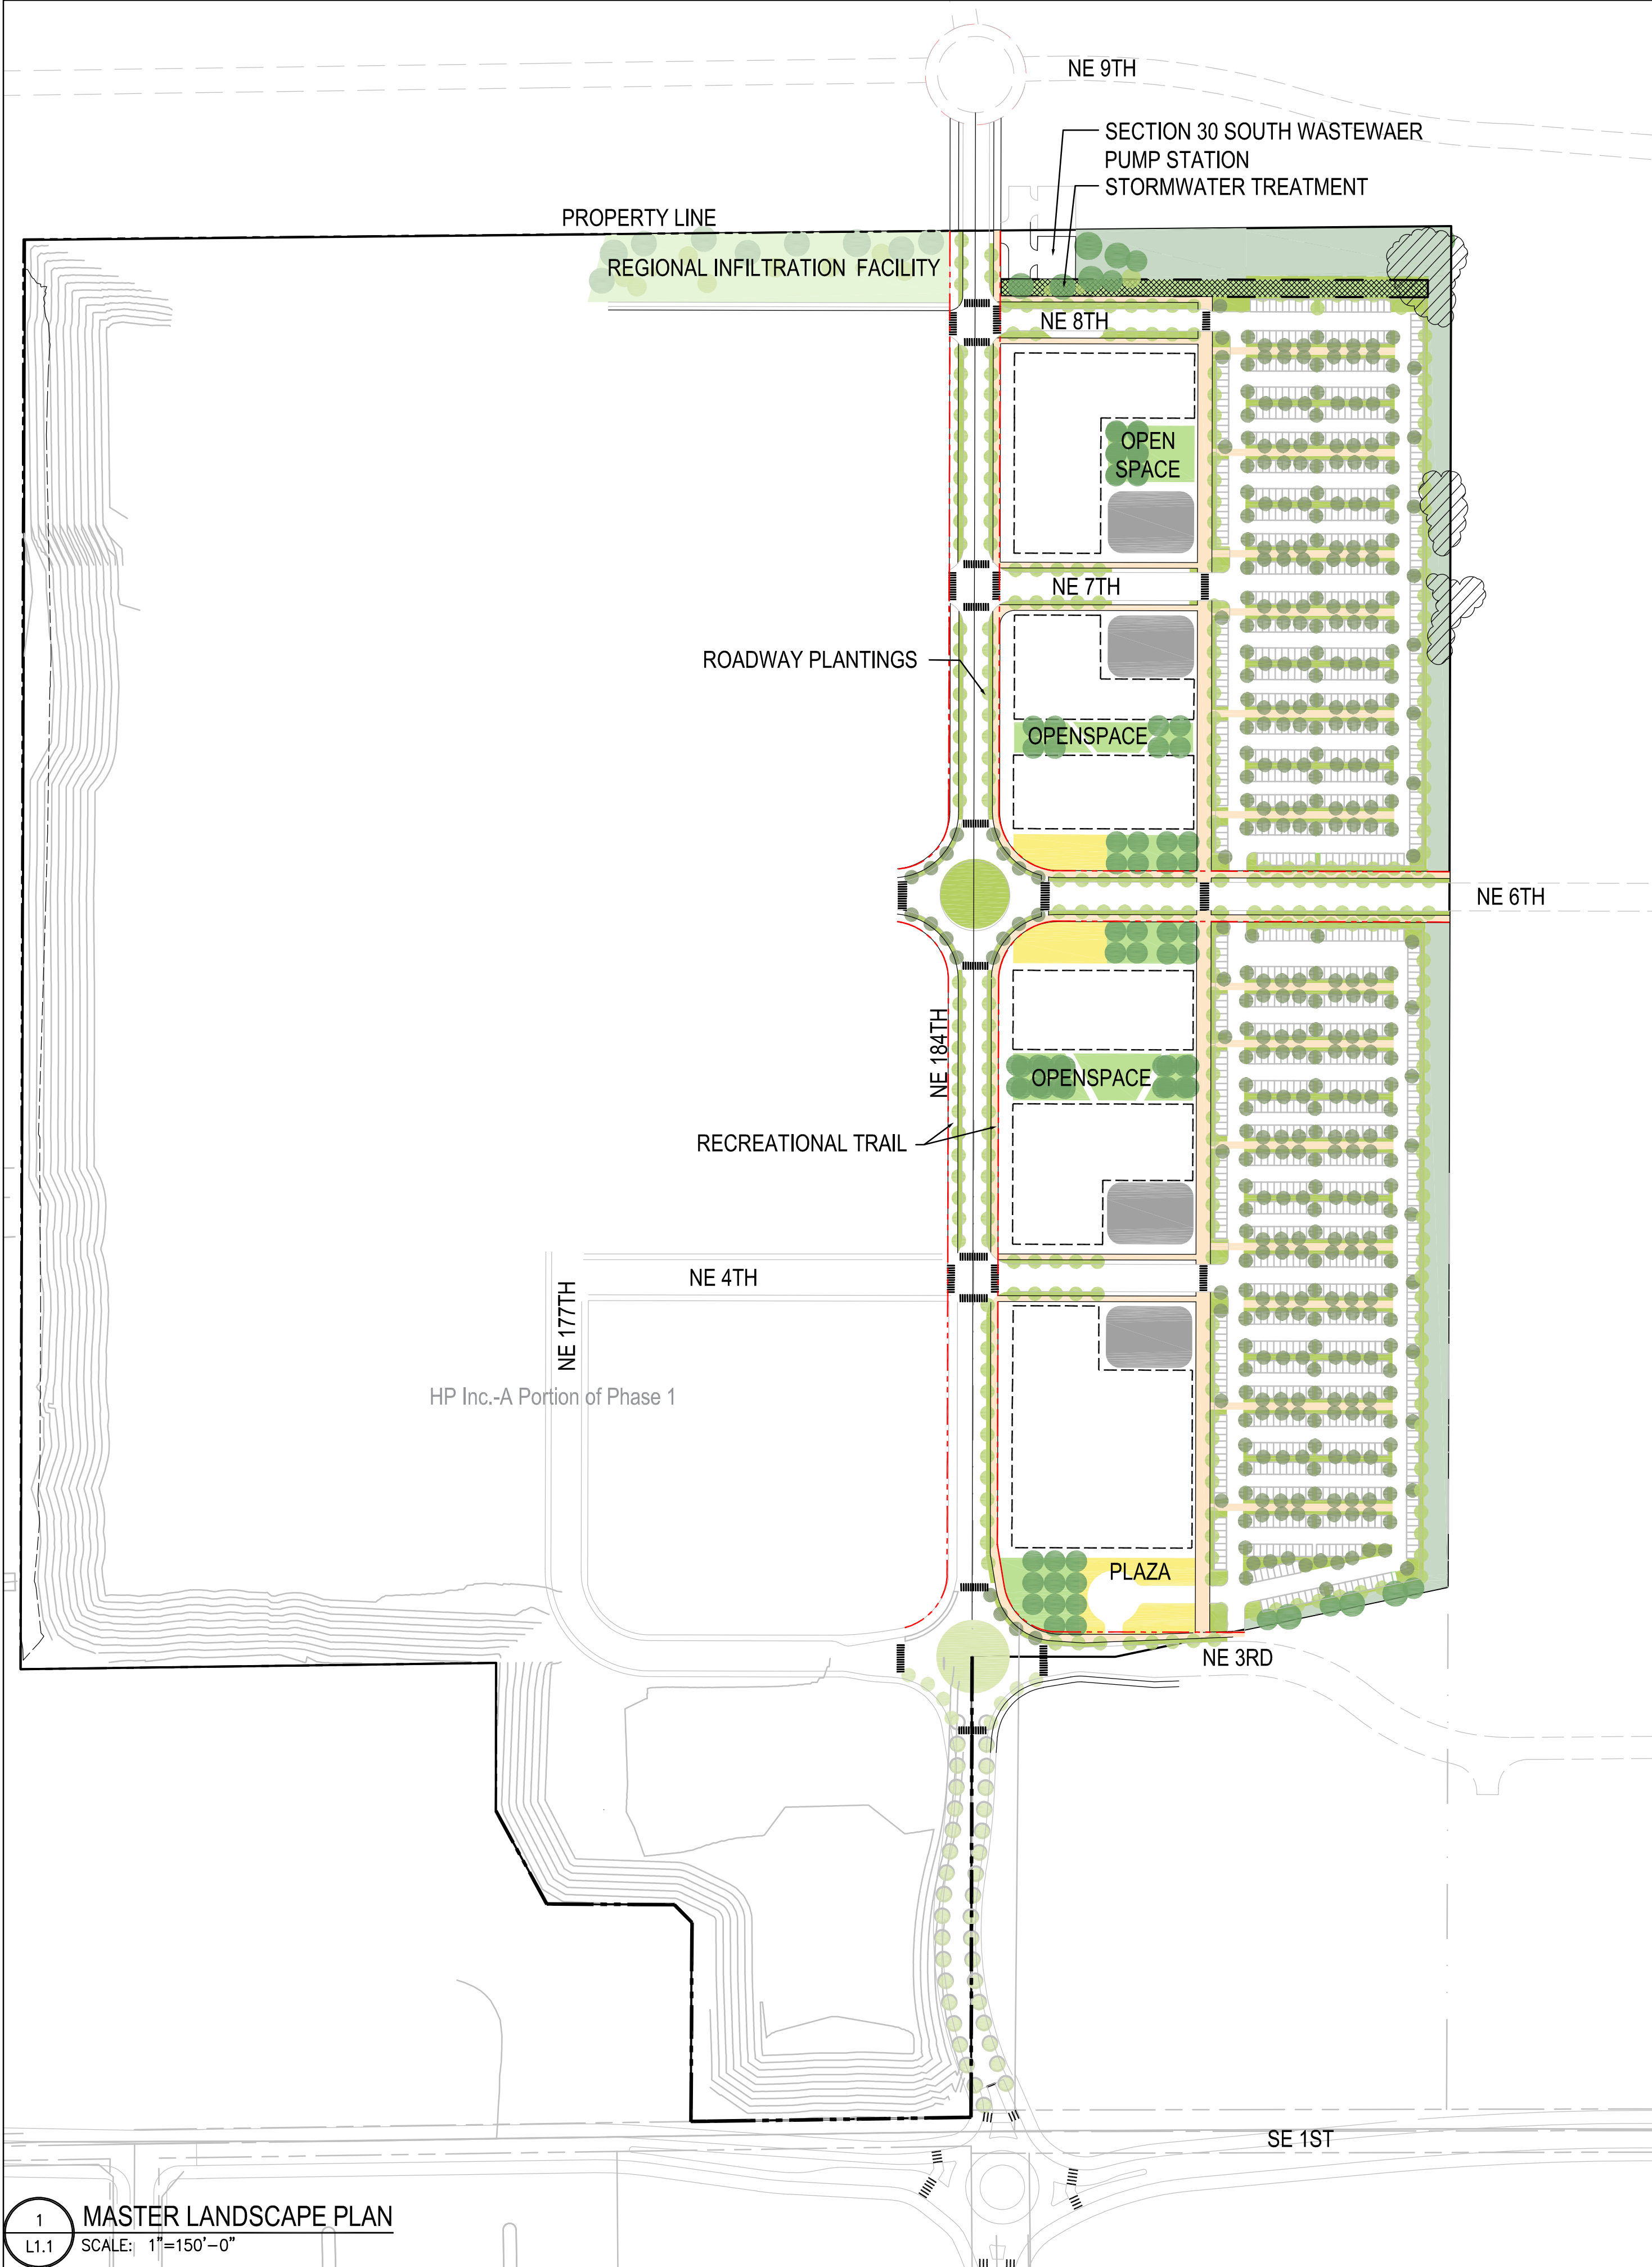 NE 9TH
SECTION 30 SOUTH WASTEWAER
PUMP STATION
STORMWATER TREATMENT
PROPERTY LINE
REGIONAL INFILTRATION FACILITY
NE 8TH
OPEN
SPACE
NE 7TH
ROADWAY PLANTINGS
OPENSPACE
NE 6TH
NE 184TH
OPENSPACE
RECREATIONAL TRAIL
NE 4TH
NE 177TH
HP Inc.-A Portion of Phase 1
PLAZA
NE 3RD
SE 1ST
1
L1.1
MASTER LANDSCAPE PLAN
SCALE: 1"=150'-0"